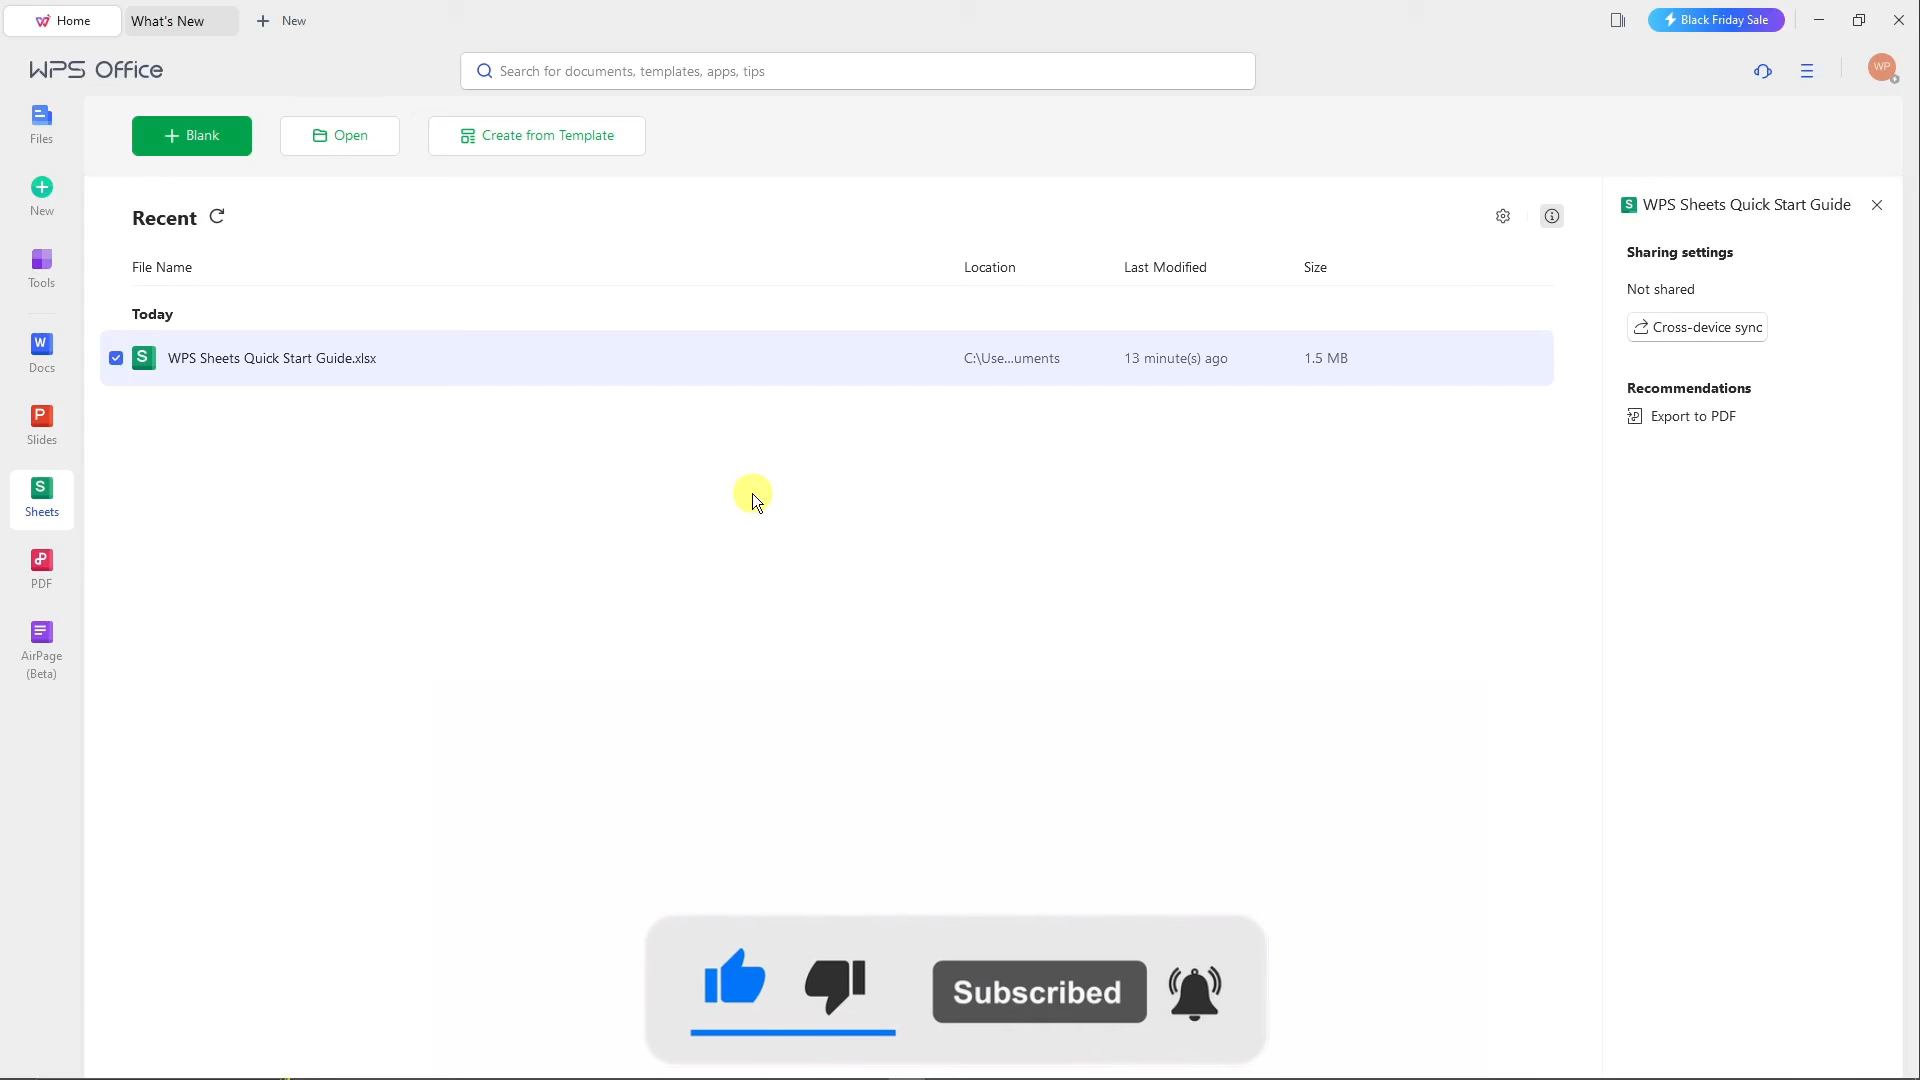 Home
What's New
New
Black Friday Sale
WPS Office
Search for documents, templates, apps, tips
WP
Files
New
Tools
W
Docs
P
Slides
S
Sheets
PDF
AirPage
(Beta)
Blank
Open
Create from Template
Recent
File Name
Location
Last Modified
Size
Today
S
WPS Sheets Quick Start Guide.xlsx
C:\Use...uments
13 minute(s) ago
1.5 MB
S
WPS Sheets Quick Start Guide
Sharing settings
Not shared
Cross-device sync
Recommendations
Export to PDF
Subscribed